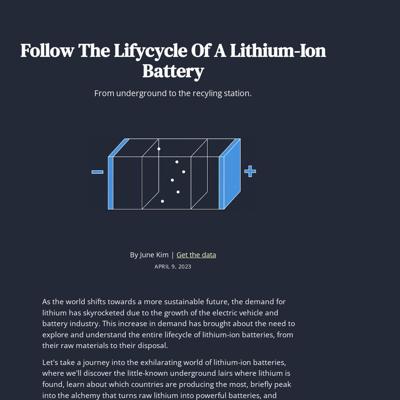 Follow The Lifycycle Of A Lithium-Ion
Battery
From underground to the recyling station.
− +
By June Kim | Get the data
APRIL 9, 2023
As the world shifts towards a more sustainable future, the demand for
lithium has skyrocketed due to the growth of the electric vehicle and
battery industry. This increase in demand has brought about the need to
explore and understand the entire lifecycle of lithium-ion batteries, from
their raw materials to their disposal.
Let's take a journey into the exhilarating world of lithium-ion batteries,
where we'll discover the little-known underground lairs where lithium is
found, learn about which countries are producing the most, briefly peak
into the alchemy that turns raw lithium into powerful batteries, and